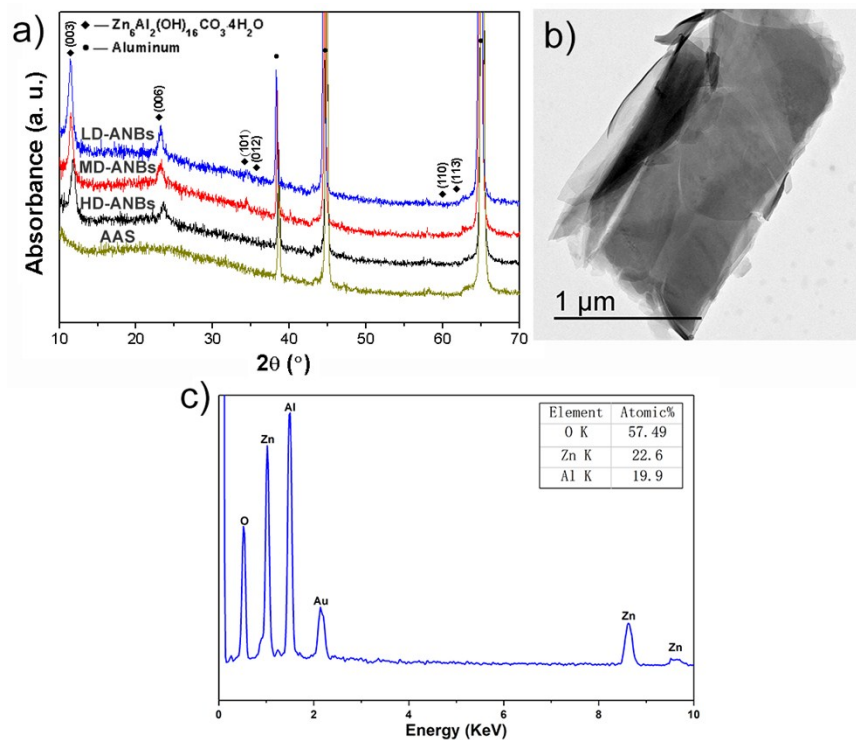 a)
◆ — Zn6Al2(OH)16CO3·4H2O
● — Aluminum
(003)
(006)
(101)
(012)
(110)
(113)
LD-ANBs
MD-ANBs
HD-ANBs
AAS
Absorbance (a. u.)
10 20 30 40 50 60 70
2θ (°)
b)
1 μm
c)
Element Atomic%
O K 57.49
Zn K 22.6
Al K 19.9
O
Zn
Al
Au
Zn
Zn
0 2 4 6 8 10
Energy (KeV)